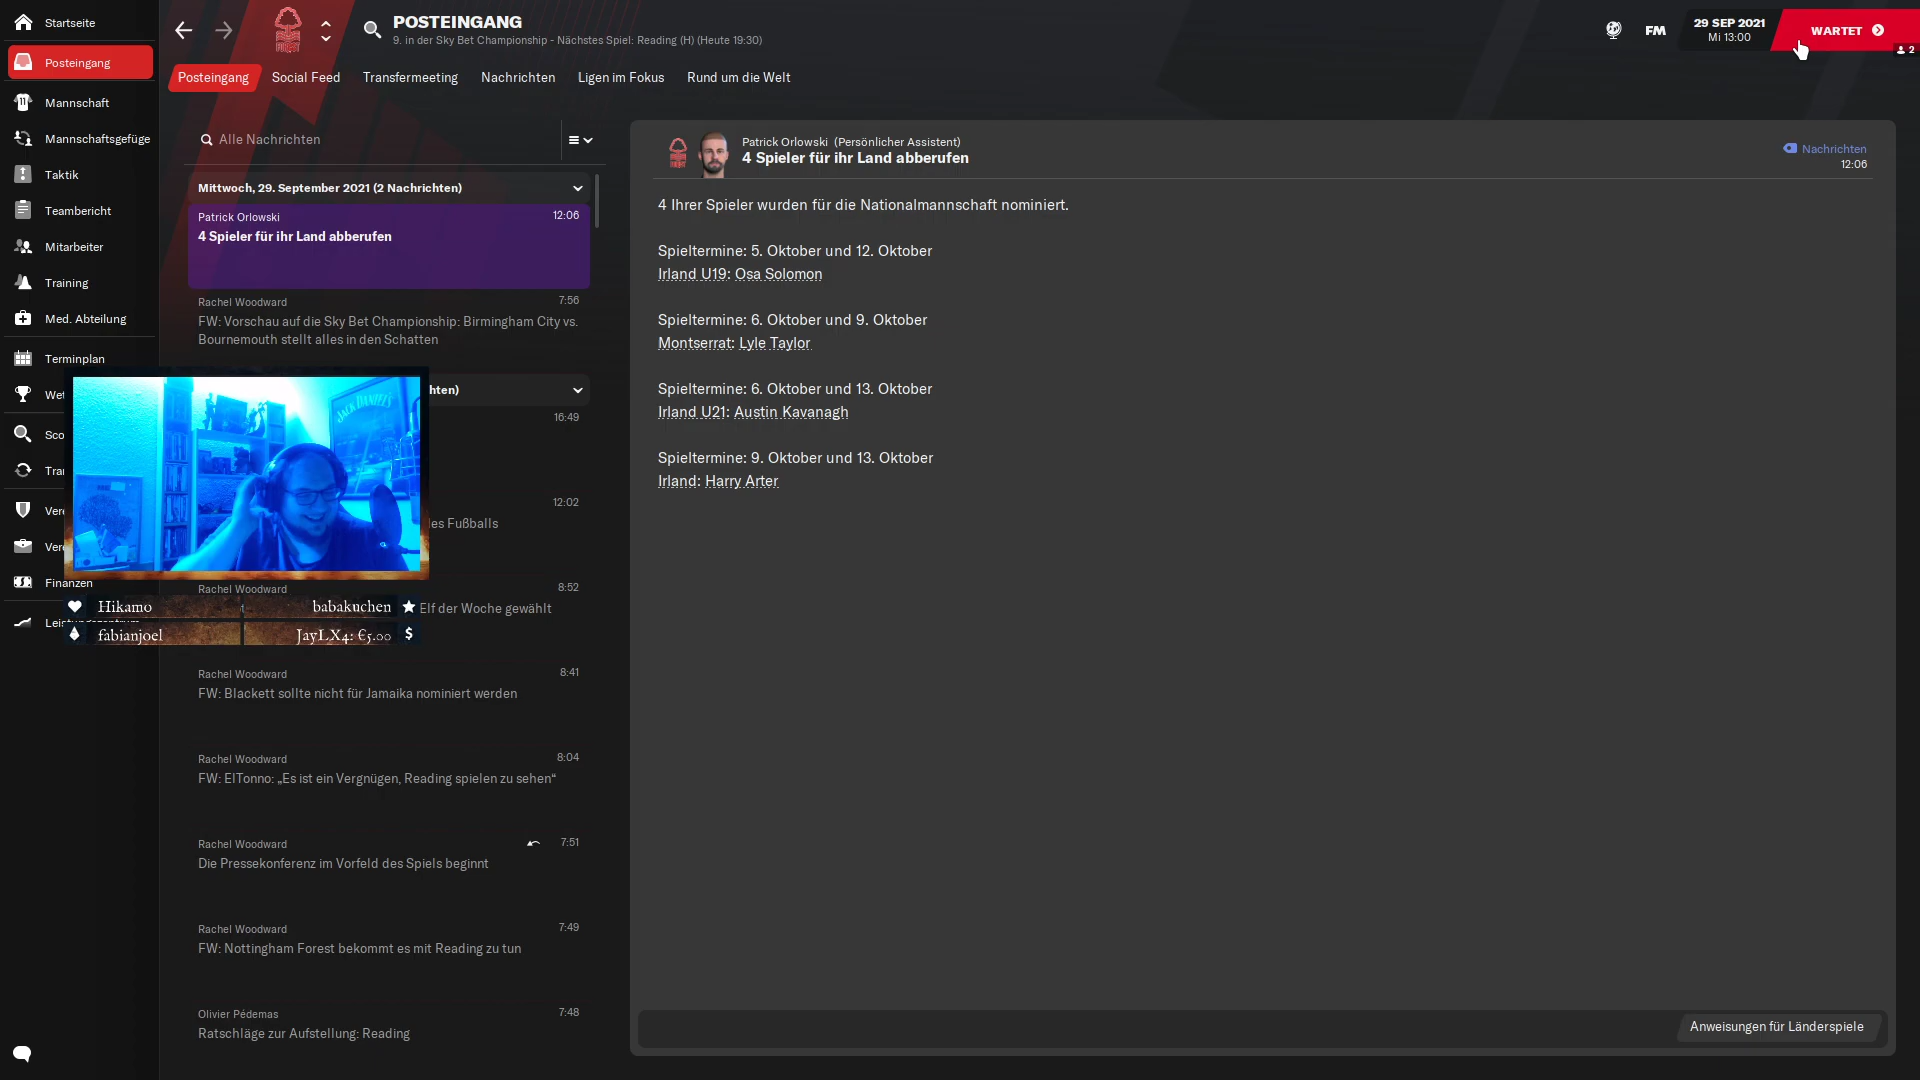 Startseite
Posteingang
Mannschaft
Mannschaftsgefüge
Taktik
Teambericht
Mitarbeiter
Training
Med. Abteilung
Terminplan
Wet
Sco
Tra
Ver
Ver
Finanzen
POSTEINGANG
9. in der Sky Bet Championship - Nächstes Spiel: Reading (H) (Heute 19:30)
FM
29 SEP 2021
Mi 13:00
WARTET
2
Posteingang
Social Feed
Transfermeeting
Nachrichten
Ligen im Fokus
Rund um die Welt
Alle Nachrichten
Mittwoch, 29. September 2021 (2 Nachrichten)
Patrick Orlowski 12:06
4 Spieler für ihr Land abberufen
Rachel Woodward 7:56
FW: Vorschau auf die Sky Bet Championship: Birmingham City vs.
Bournemouth stellt alles in den Schatten
hten)
16:49
12:02
les Fußballs
JACK DANIEL'S
Rachel Woodward 8:52
Elf der Woche gewählt
Hikamo
babakuchen
fabianjoel
JayLX4: €5.00
Rachel Woodward 8:41
FW: Blackett sollte nicht für Jamaika nominiert werden
Rachel Woodward 8:04
FW: ElTonno: „Es ist ein Vergnügen, Reading spielen zu sehen“
Rachel Woodward 7:51
Die Pressekonferenz im Vorfeld des Spiels beginnt
Rachel Woodward 7:49
FW: Nottingham Forest bekommt es mit Reading zu tun
Olivier Pédemas 7:48
Ratschläge zur Aufstellung: Reading
Patrick Orlowski (Persönlicher Assistent)
4 Spieler für ihr Land abberufen
Nachrichten
12:06
4 Ihrer Spieler wurden für die Nationalmannschaft nominiert.
Spieltermine: 5. Oktober und 12. Oktober
Irland U19: Osa Solomon
Spieltermine: 6. Oktober und 9. Oktober
Montserrat: Lyle Taylor
Spieltermine: 6. Oktober und 13. Oktober
Irland U21: Austin Kavanagh
Spieltermine: 9. Oktober und 13. Oktober
Irland: Harry Arter
Anweisungen für Länderspiele